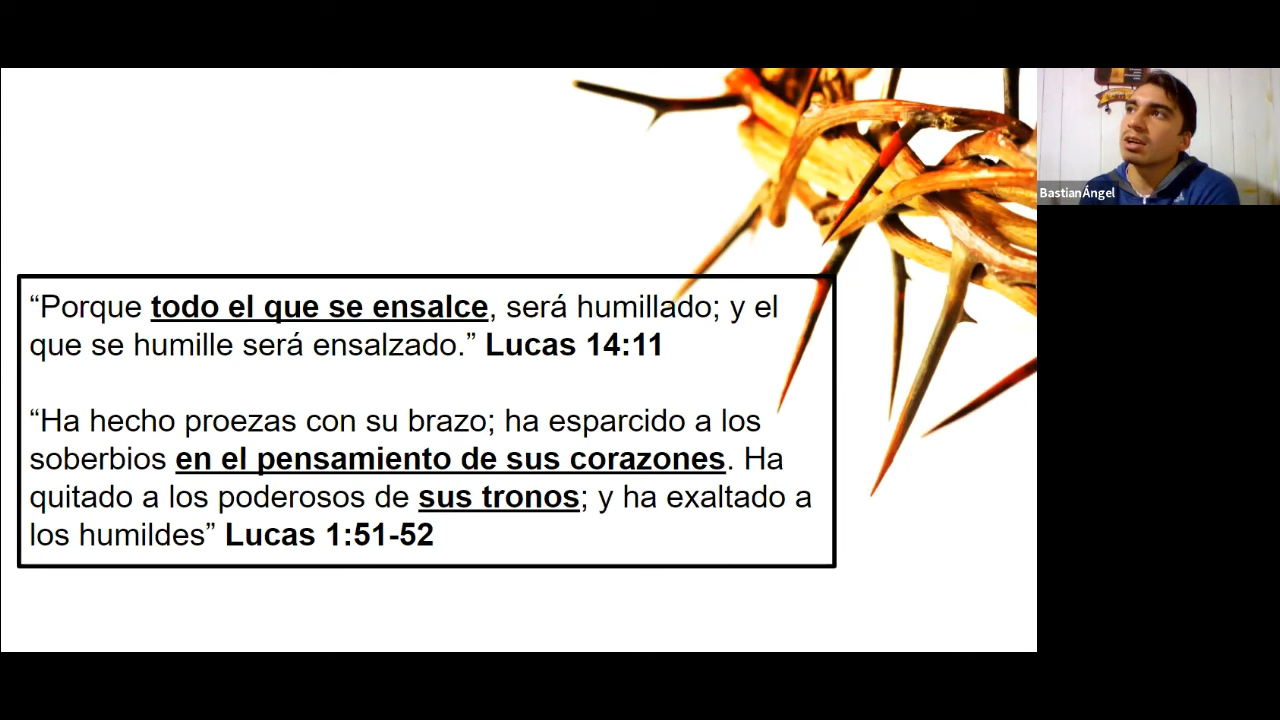 “Porque todo el que se ensalce, será humillado; y el
que se humille será ensalzado.” Lucas 14:11
“Ha hecho proezas con su brazo; ha esparcido a los
soberbios en el pensamiento de sus corazones. Ha
quitado a los poderosos de sus tronos; y ha exaltado a
los humildes” Lucas 1:51-52
BastianÁngel